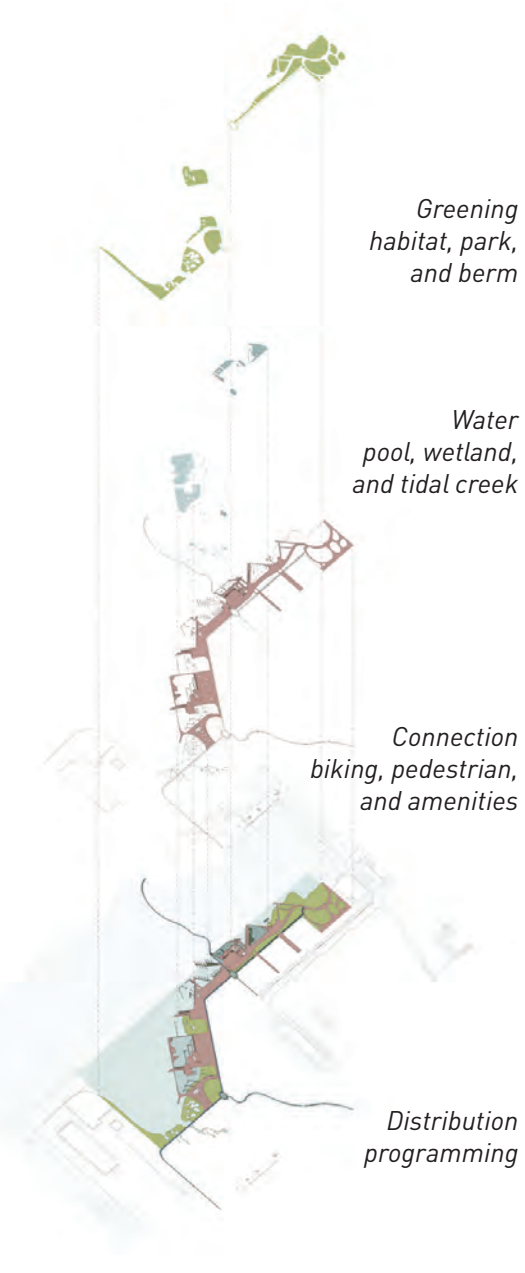 Greening
habitat, park,
and berm
Water
pool, wetland,
and tidal creek
Connection
biking, pedestrian,
and amenities
Distribution
programming